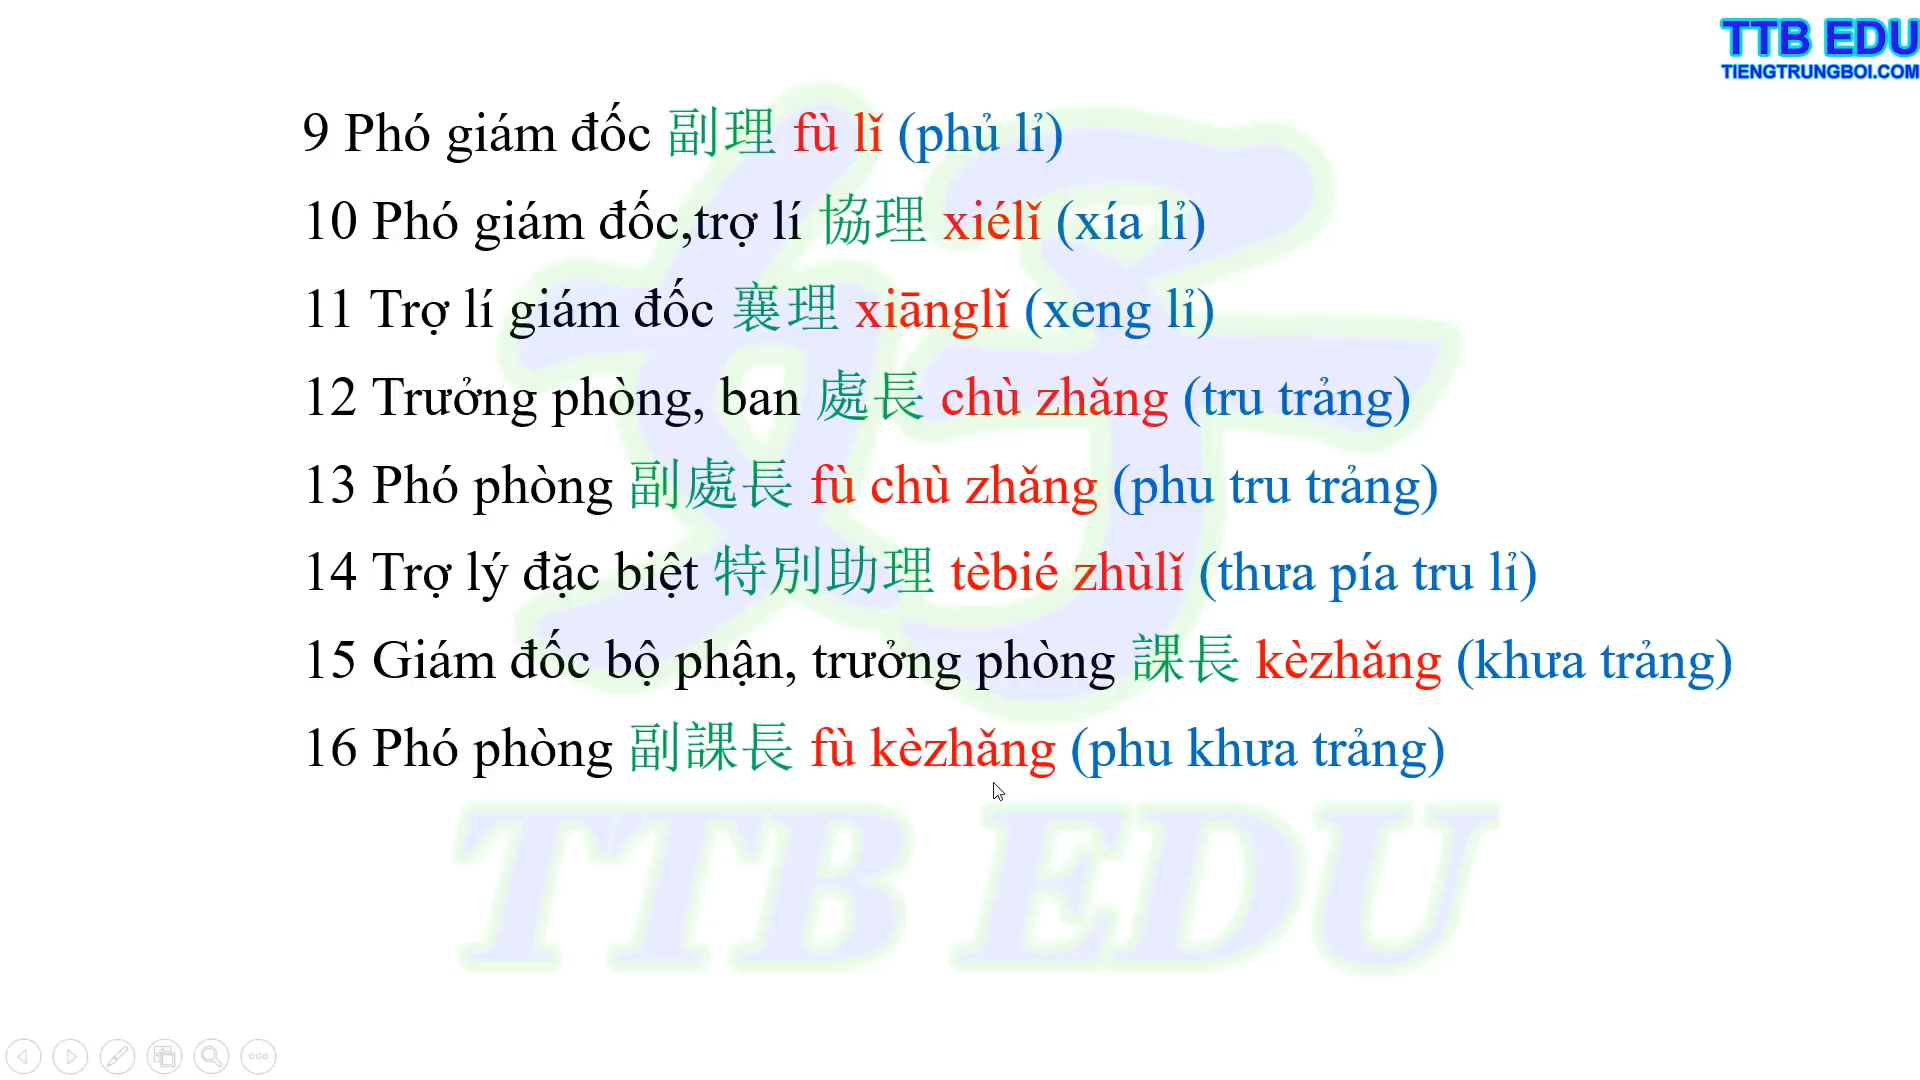 TTB EDU
TIENGTRUNGBOI.COM
9 Phó giám đốc 副理 fù lǐ (phủ lỉ)
10 Phó giám đốc,trợ lí 協理 xiélǐ (xía lỉ)
11 Trợ lí giám đốc 襄理 xiānglǐ (xeng lỉ)
12 Trưởng phòng, ban 處長 chù zhǎng (tru trảng)
13 Phó phòng 副處長 fù chù zhǎng (phu tru trảng)
14 Trợ lý đặc biệt 特別助理 tèbié zhùlǐ (thưa pía tru lỉ)
15 Giám đốc bộ phận, trưởng phòng 課長 kèzhǎng (khưa trảng)
16 Phó phòng 副課長 fù kèzhǎng (phu khưa trảng)
好
TTB EDU